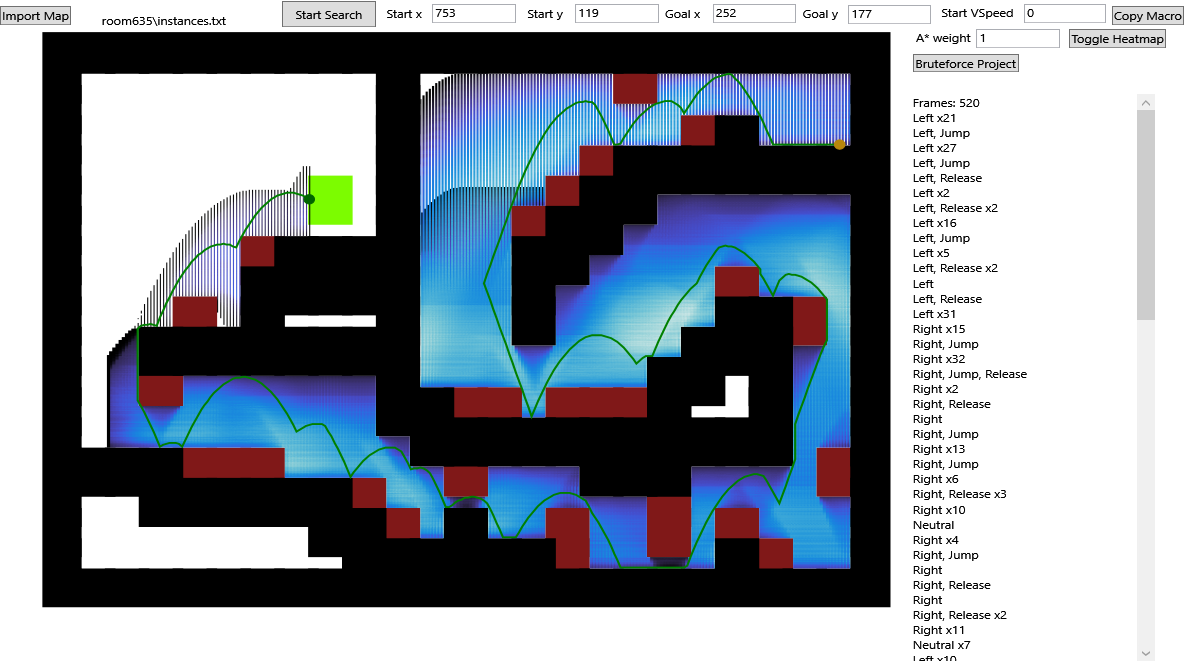 Import Map
room635\instances.txt
Start Search
Start x 753
Start y 119
Goal x 252
Goal y 177
Start VSpeed 0
Copy Macro
A* weight 1
Toggle Heatmap
Bruteforce Project
Frames: 520
Left x21
Left, Jump
Left x27
Left, Jump
Left, Release
Left x2
Left, Release x2
Left x16
Left, Jump
Left x5
Left, Release x2
Left
Left, Release
Left x31
Right x15
Right, Jump
Right x32
Right, Jump, Release
Right x2
Right, Release
Right
Right, Jump
Right x13
Right, Jump
Right x6
Right, Release x3
Right x10
Neutral
Right x4
Right, Jump
Right
Right, Release
Right
Right, Release x2
Right x11
Neutral x7
Left x10